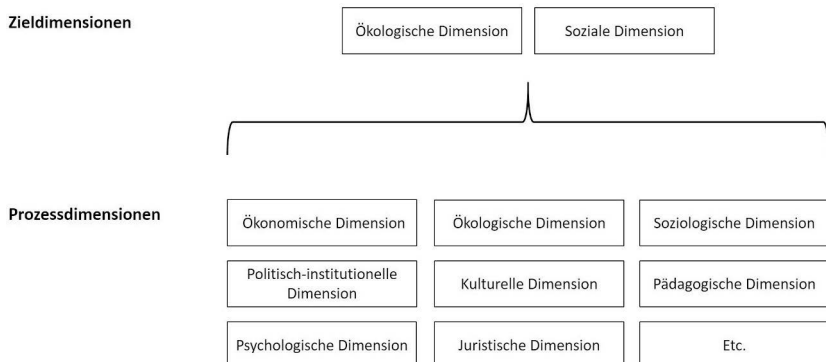 Zieldimensionen
Ökologische Dimension
Soziale Dimension
Prozessdimensionen
Ökonomische Dimension
Ökologische Dimension
Soziologische Dimension
Politisch-institutionelle
Dimension
Kulturelle Dimension
Pädagogische Dimension
Psychologische Dimension
Juristische Dimension
Etc.